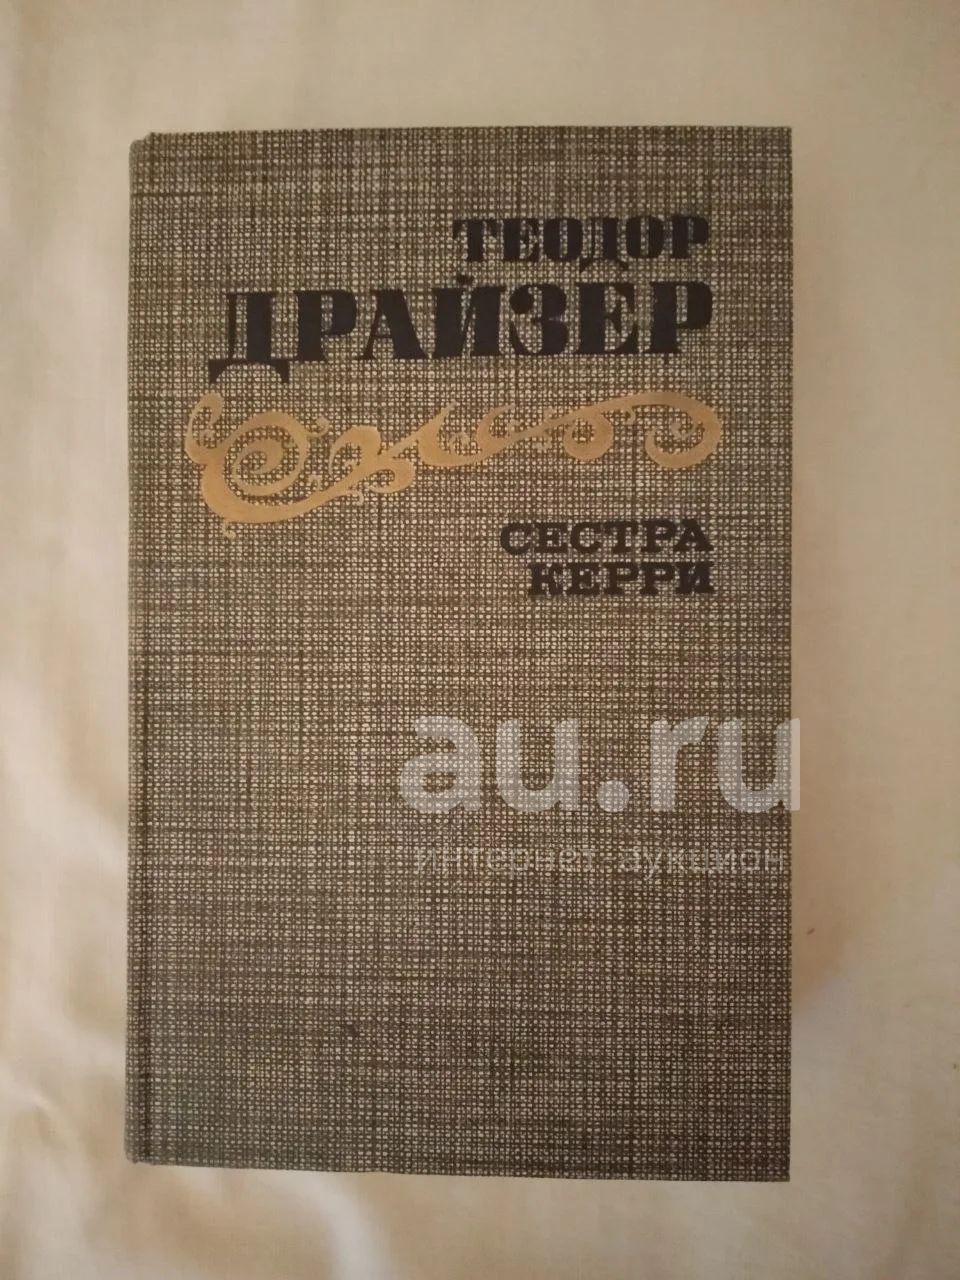 ТЕОДОР
ДРАЙЗЕР
СЕСТРА
КЕРРИ
au.ru
интернет-аукцион